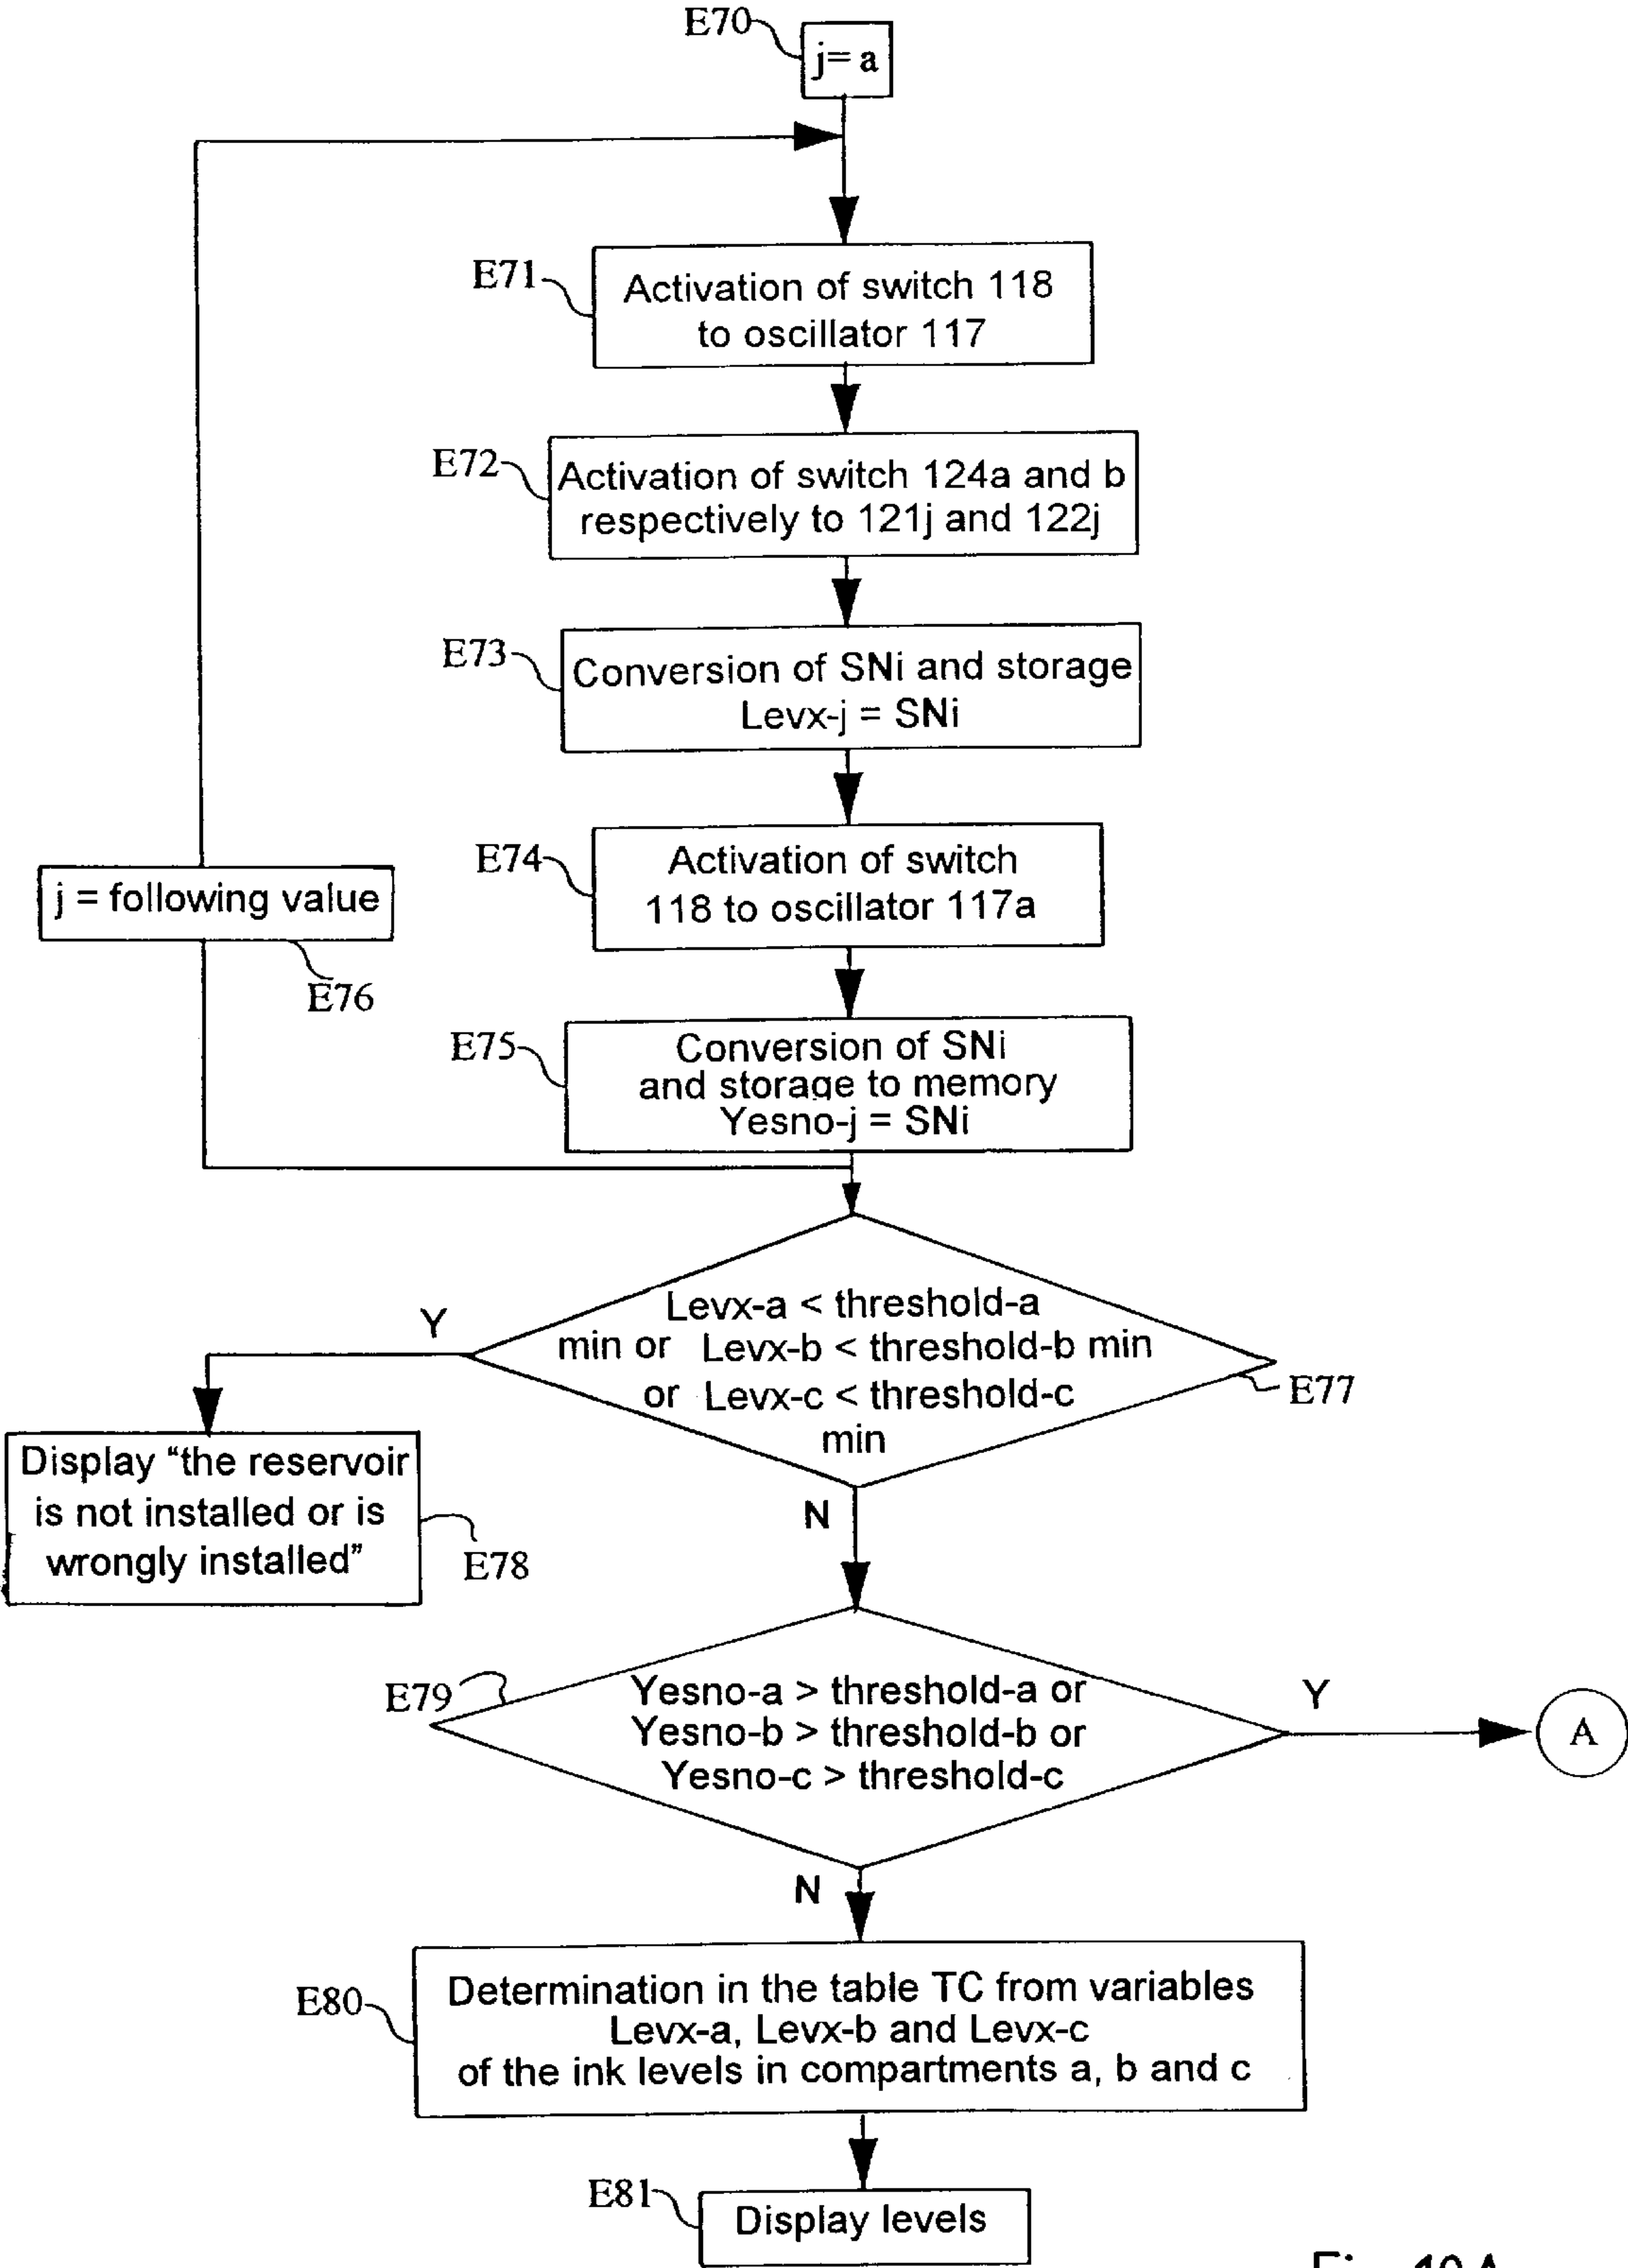 E70
j= a
E71
Activation of switch 118
to oscillator 117
E72
Activation of switch 124a and b
respectively to 121j and 122j
E73
Conversion of SNi and storage
Levx-j = SNi
E74
Activation of switch
118 to oscillator 117a
j = following value
E76
E75
Conversion of SNi
and storage to memory
Yesno-j = SNi
Levx-a < threshold-a
min or Levx-b < threshold-b min
or Levx-c < threshold-c
min
Y
E77
Display “the reservoir
is not installed or is
wrongly installed”
E78
N
E79
Yesno-a > threshold-a or
Yesno-b > threshold-b or
Yesno-c > threshold-c
Y
A
N
E80
Determination in the table TC from variables
Levx-a, Levx-b and Levx-c
of the ink levels in compartments a, b and c
E81
Display levels